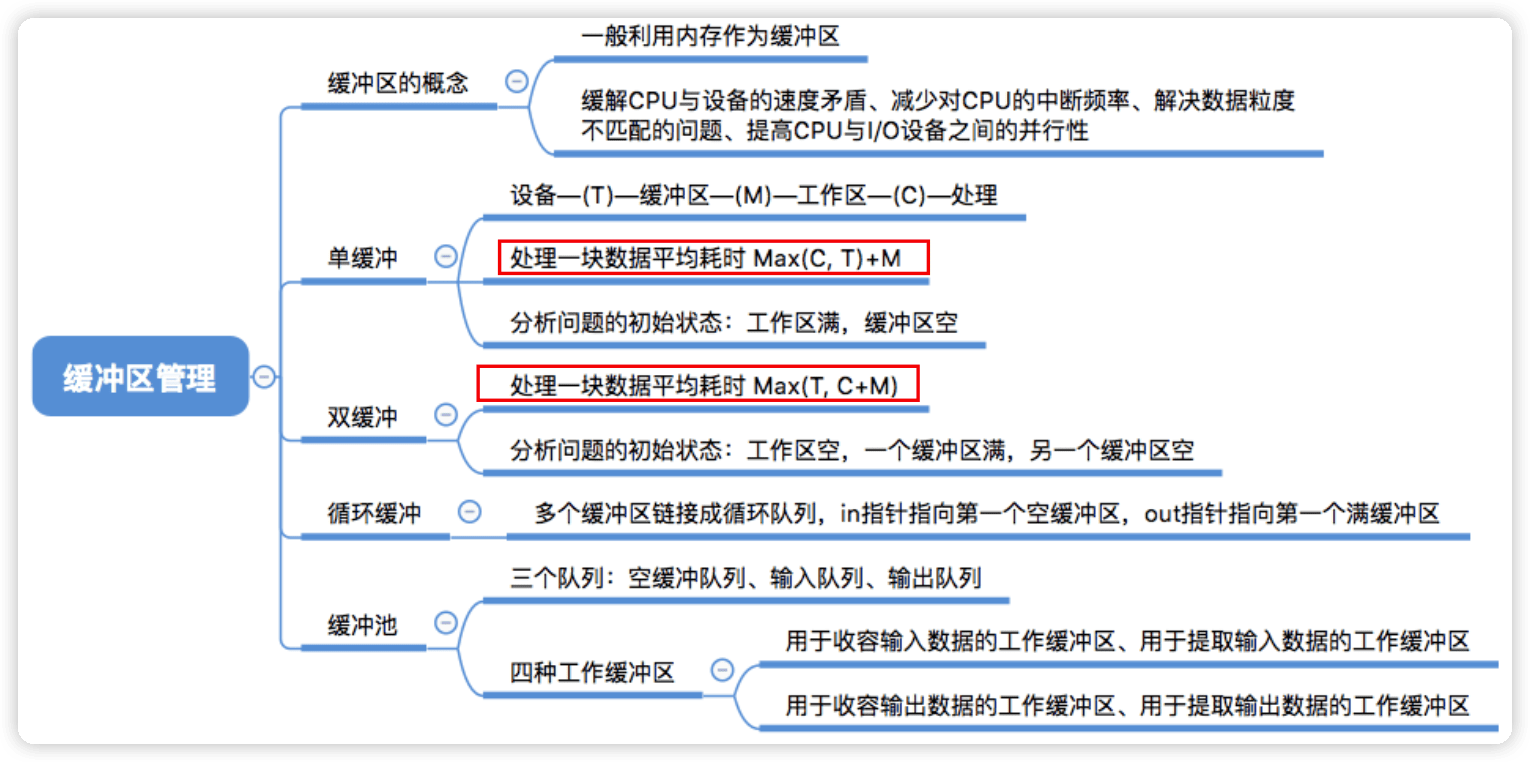 缓冲区管理
缓冲区的概念
一般利用内存作为缓冲区
缓解CPU与设备的速度矛盾、减少对CPU的中断频率、解决数据粒度
不匹配的问题、提高CPU与I/O设备之间的并行性
单缓冲
设备—(T)—缓冲区—(M)—工作区—(C)—处理
处理一块数据平均耗时 Max(C, T)+M
分析问题的初始状态：工作区满，缓冲区空
双缓冲
处理一块数据平均耗时 Max(T, C+M)
分析问题的初始状态：工作区空，一个缓冲区满，另一个缓冲区空
循环缓冲
多个缓冲区链接成循环队列，in指针指向第一个空缓冲区，out指针指向第一个满缓冲区
缓冲池
三个队列：空缓冲队列、输入队列、输出队列
四种工作缓冲区
用于收容输入数据的工作缓冲区、用于提取输入数据的工作缓冲区
用于收容输出数据的工作缓冲区、用于提取输出数据的工作缓冲区